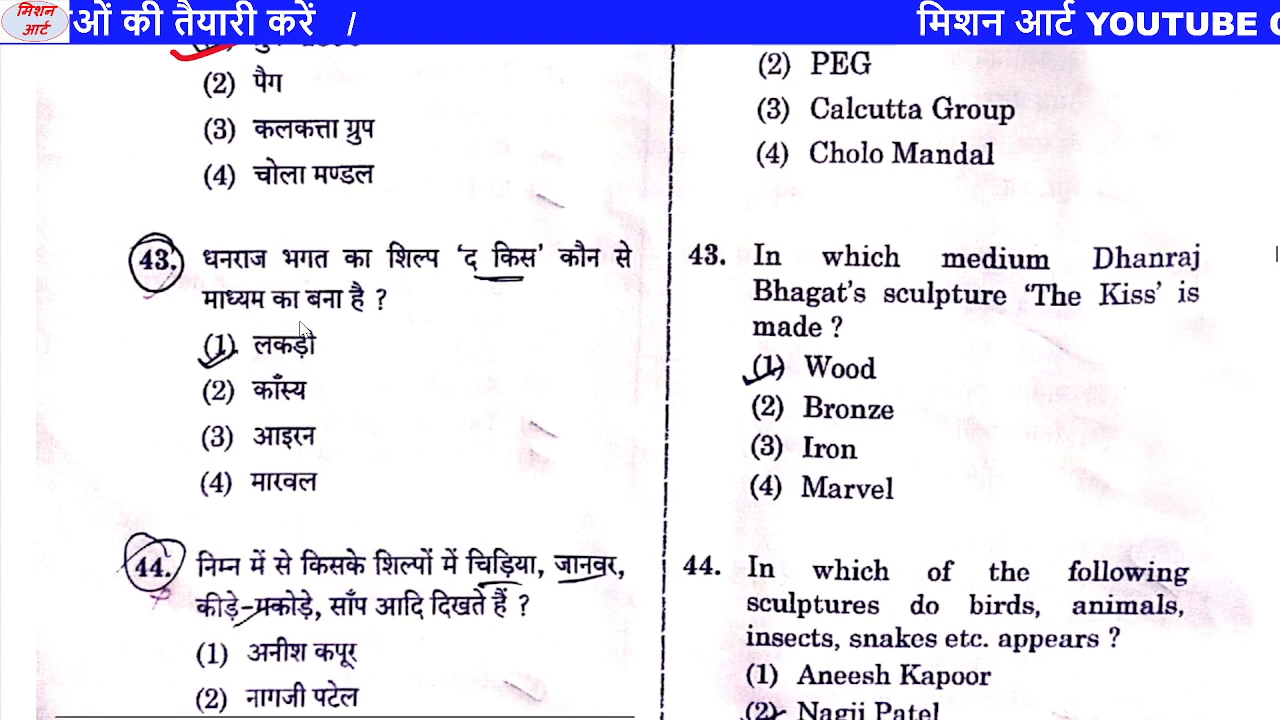 मिशन
आर्ट
ओं की तैयारी करें /
मिशन आर्ट YOUTUBE
(2) पैग
(3) कलकत्ता ग्रुप
(4) चोला मण्डल
43. धनराज भगत का शिल्प ‘द किस’ कौन से
माध्यम का बना है ?
(1) लकड़ी
(2) काँस्य
(3) आइरन
(4) मारवल
44. निम्न में से किसके शिल्पों में चिड़िया, जानवर,
कीड़े-मकोड़े, साँप आदि दिखते हैं ?
(1) अनीश कपूर
(2) नागजी पटेल
(2) PEG
(3) Calcutta Group
(4) Cholo Mandal
43. In which medium Dhanraj
Bhagat’s sculpture ‘The Kiss’ is
made ?
(1) Wood
(2) Bronze
(3) Iron
(4) Marvel
44. In which of the following
sculptures do birds, animals,
insects, snakes etc. appears ?
(1) Aneesh Kapoor
(2) Nagji Patel